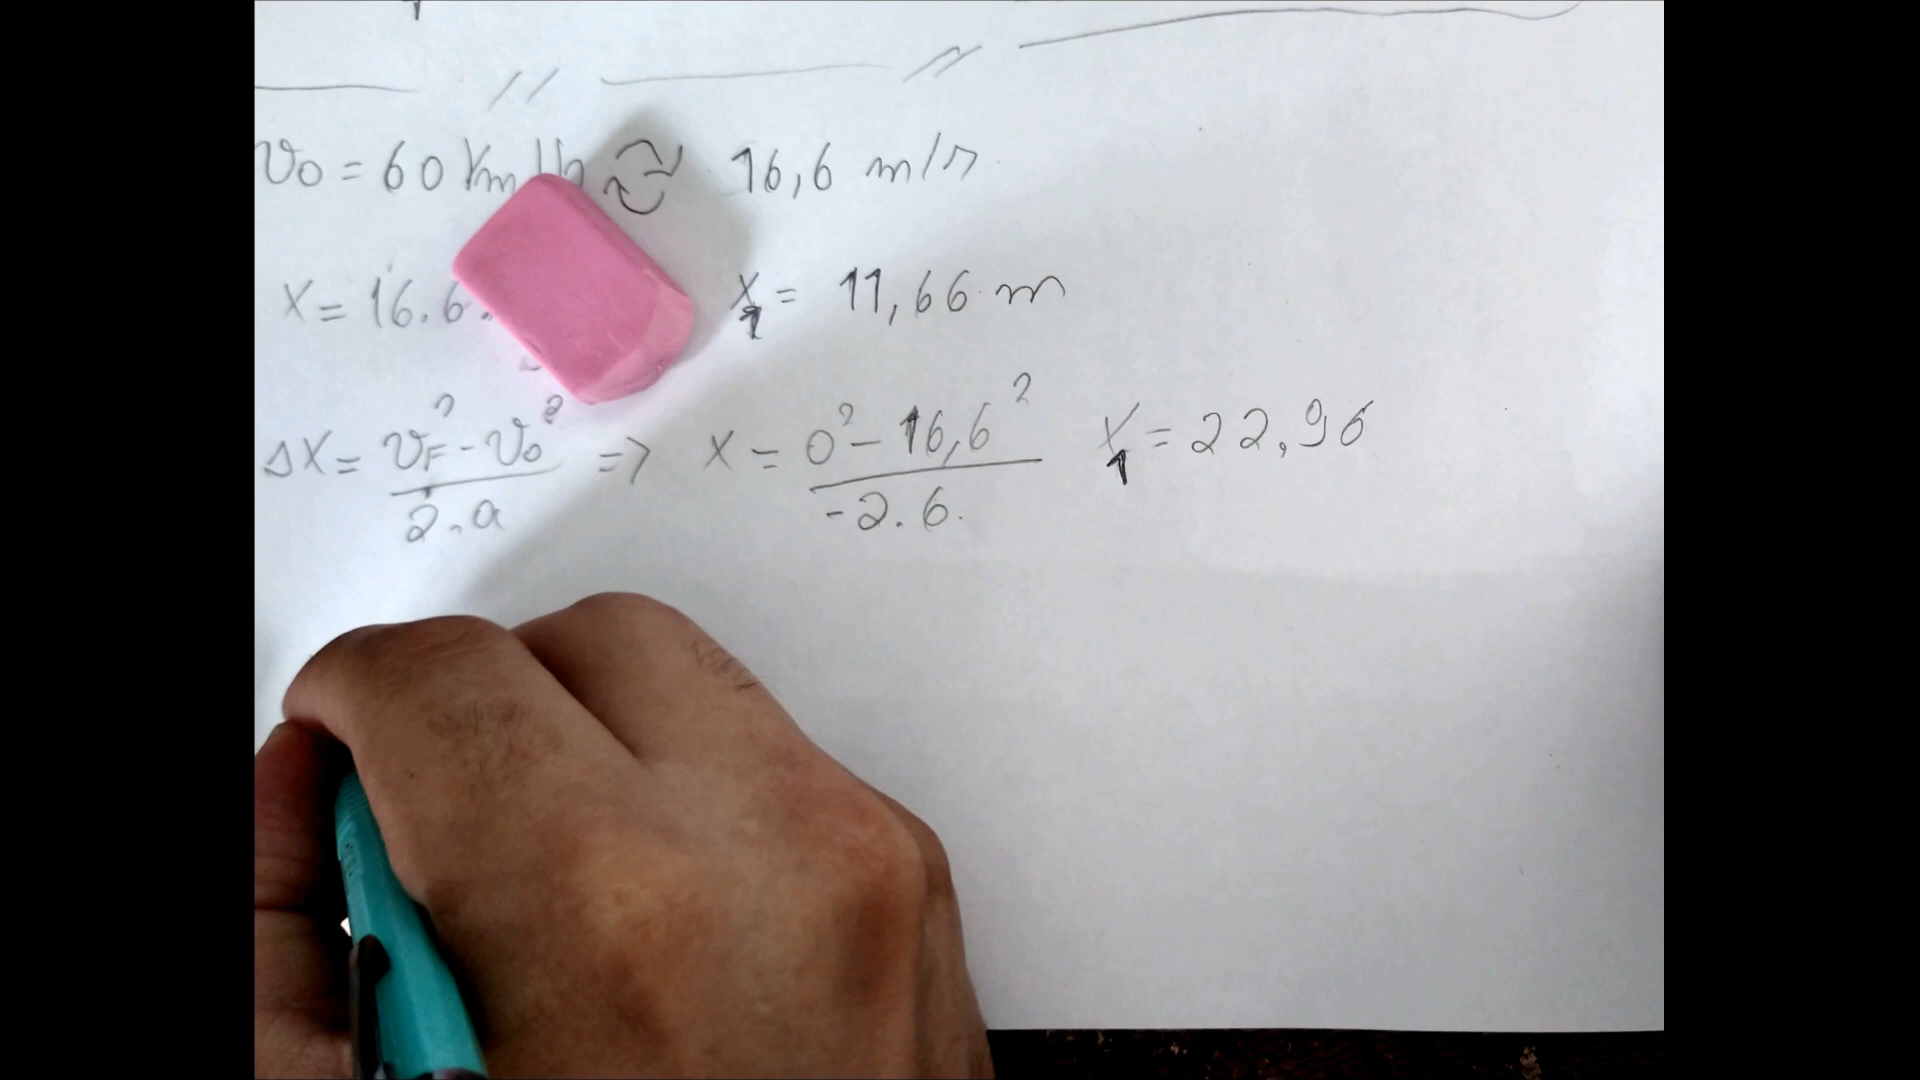 v₀ = 60 Km/h 16,6 m/s
X = 16.6. X₁ = 11,66 m
ΔX = (v_F² - v₀²) / (2.a) => X = (0² - 16,6²) / (-2.6.) X₁ = 22,96